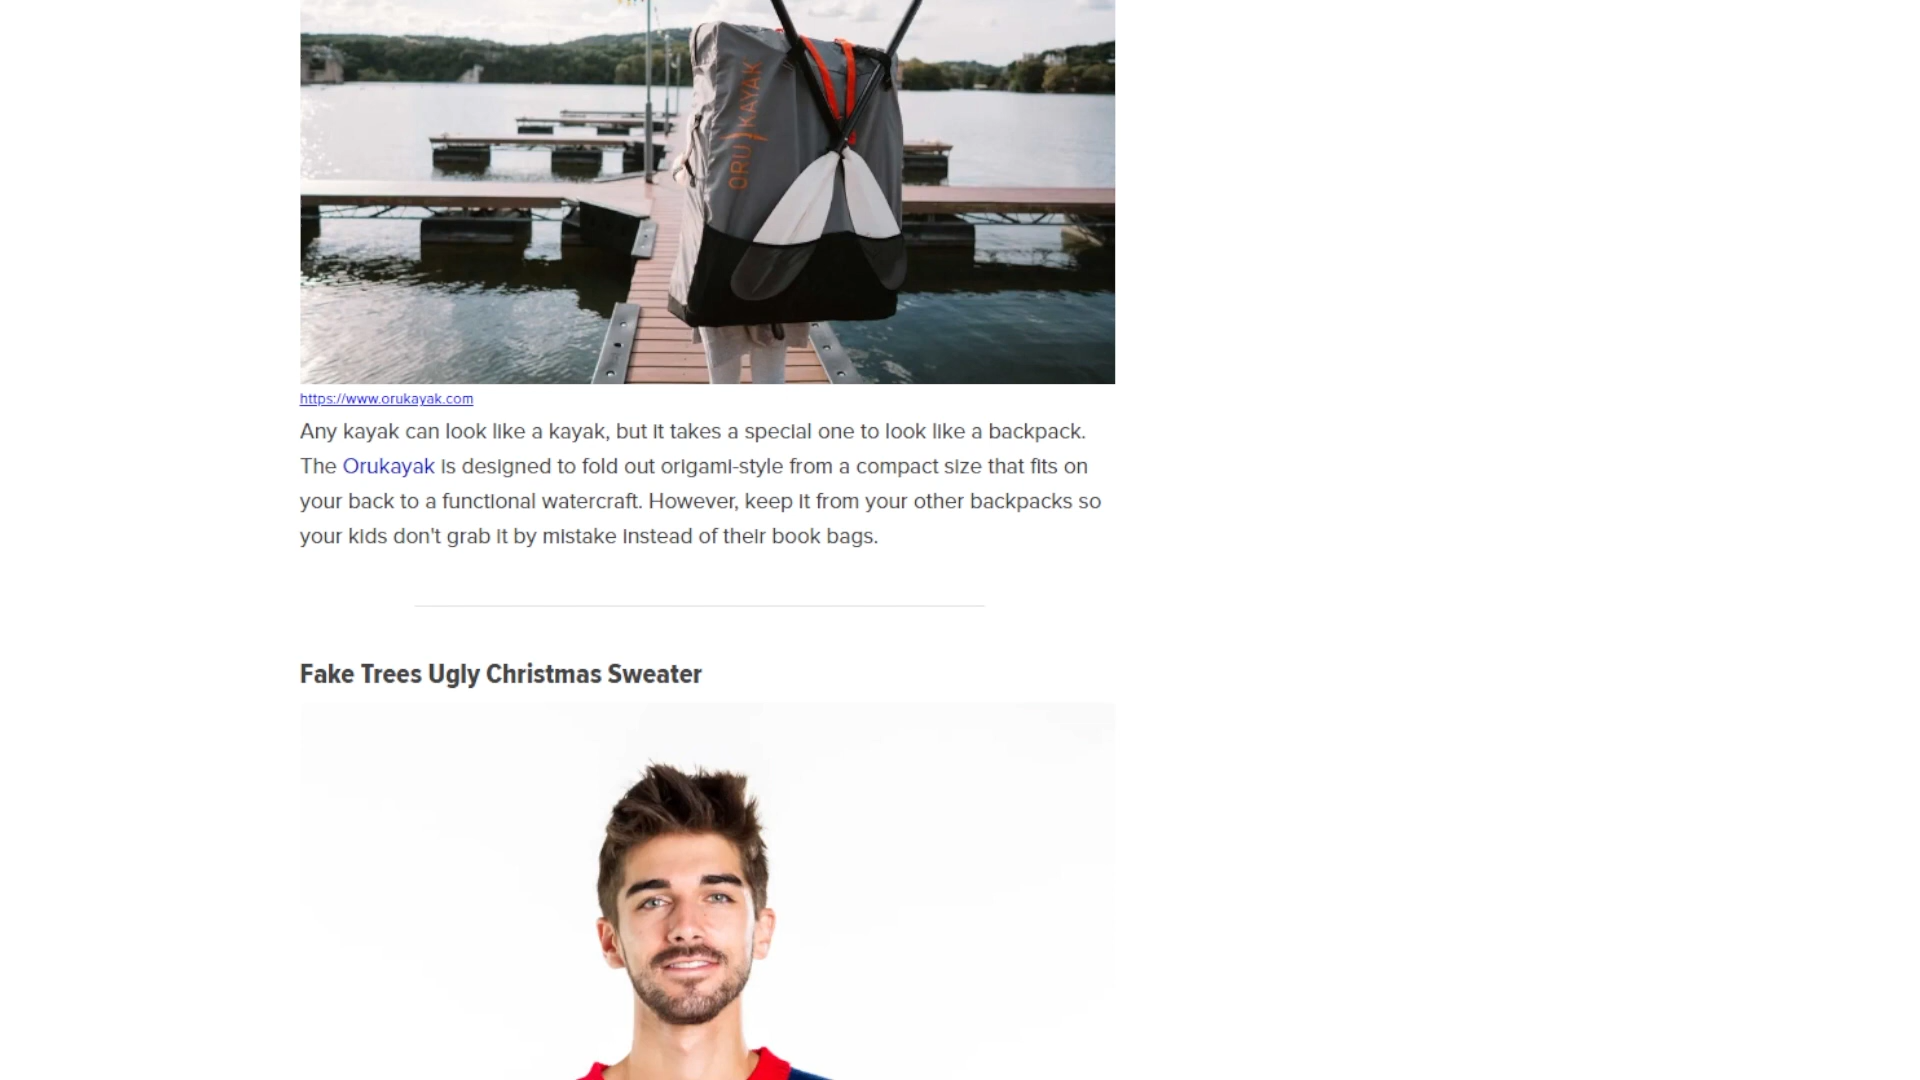 ORU KAYAK
https://www.orukayak.com
Any kayak can look like a kayak, but it takes a special one to look like a backpack.
The Orukayak is designed to fold out origami-style from a compact size that fits on
your back to a functional watercraft. However, keep it from your other backpacks so
your kids don't grab it by mistake instead of their book bags.
Fake Trees Ugly Christmas Sweater